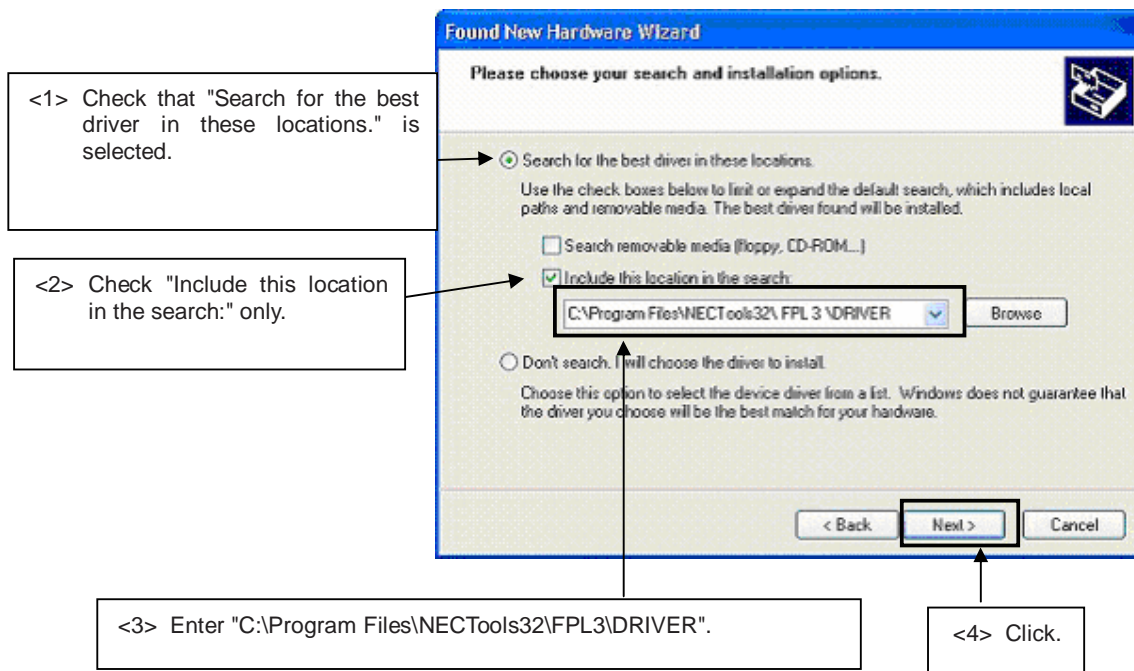 Found New Hardware Wizard
Please choose your search and installation options.
<1> Check that "Search for the best
driver in these locations." is
selected.
Search for the best driver in these locations.
Use the check boxes below to limit or expand the default search, which includes local
paths and removable media. The best driver found will be installed.
Search removable media (floppy, CD-ROM...)
<2> Check "Include this location
in the search:" only.
Include this location in the search:
C:\Program Files\NECTools32\ FPL 3 \DRIVER
Browse
Don't search. I will choose the driver to install.
Choose this option to select the device driver from a list. Windows does not guarantee that
the driver you choose will be the best match for your hardware.
< Back
Next >
Cancel
<3> Enter "C:\Program Files\NECTools32\FPL3\DRIVER".
<4> Click.